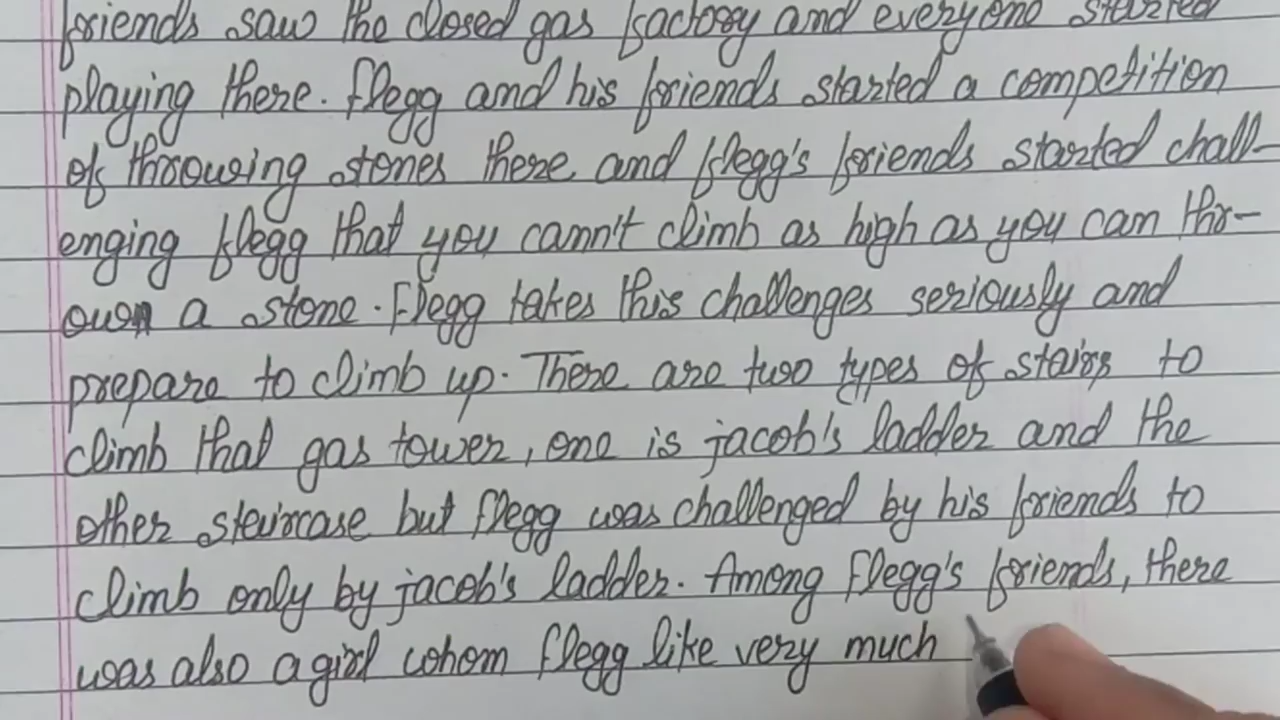 friends saw the closed gas factory and everyone started
playing there. Flegg and his friends started a competition
of throwing stones there and flegg's friends started chall-
enging flegg that you cann't climb as high as you can thr-
own a stone. Flegg takes this challenges seriously and
prepare to climb up. There are two types of stairs to
climb that gas tower, one is jacob's ladder and the
other staircase but flegg was challenged by his friends to
climb only by jacob's ladder. Among Flegg's friends, there
was also a girl whom flegg like very much